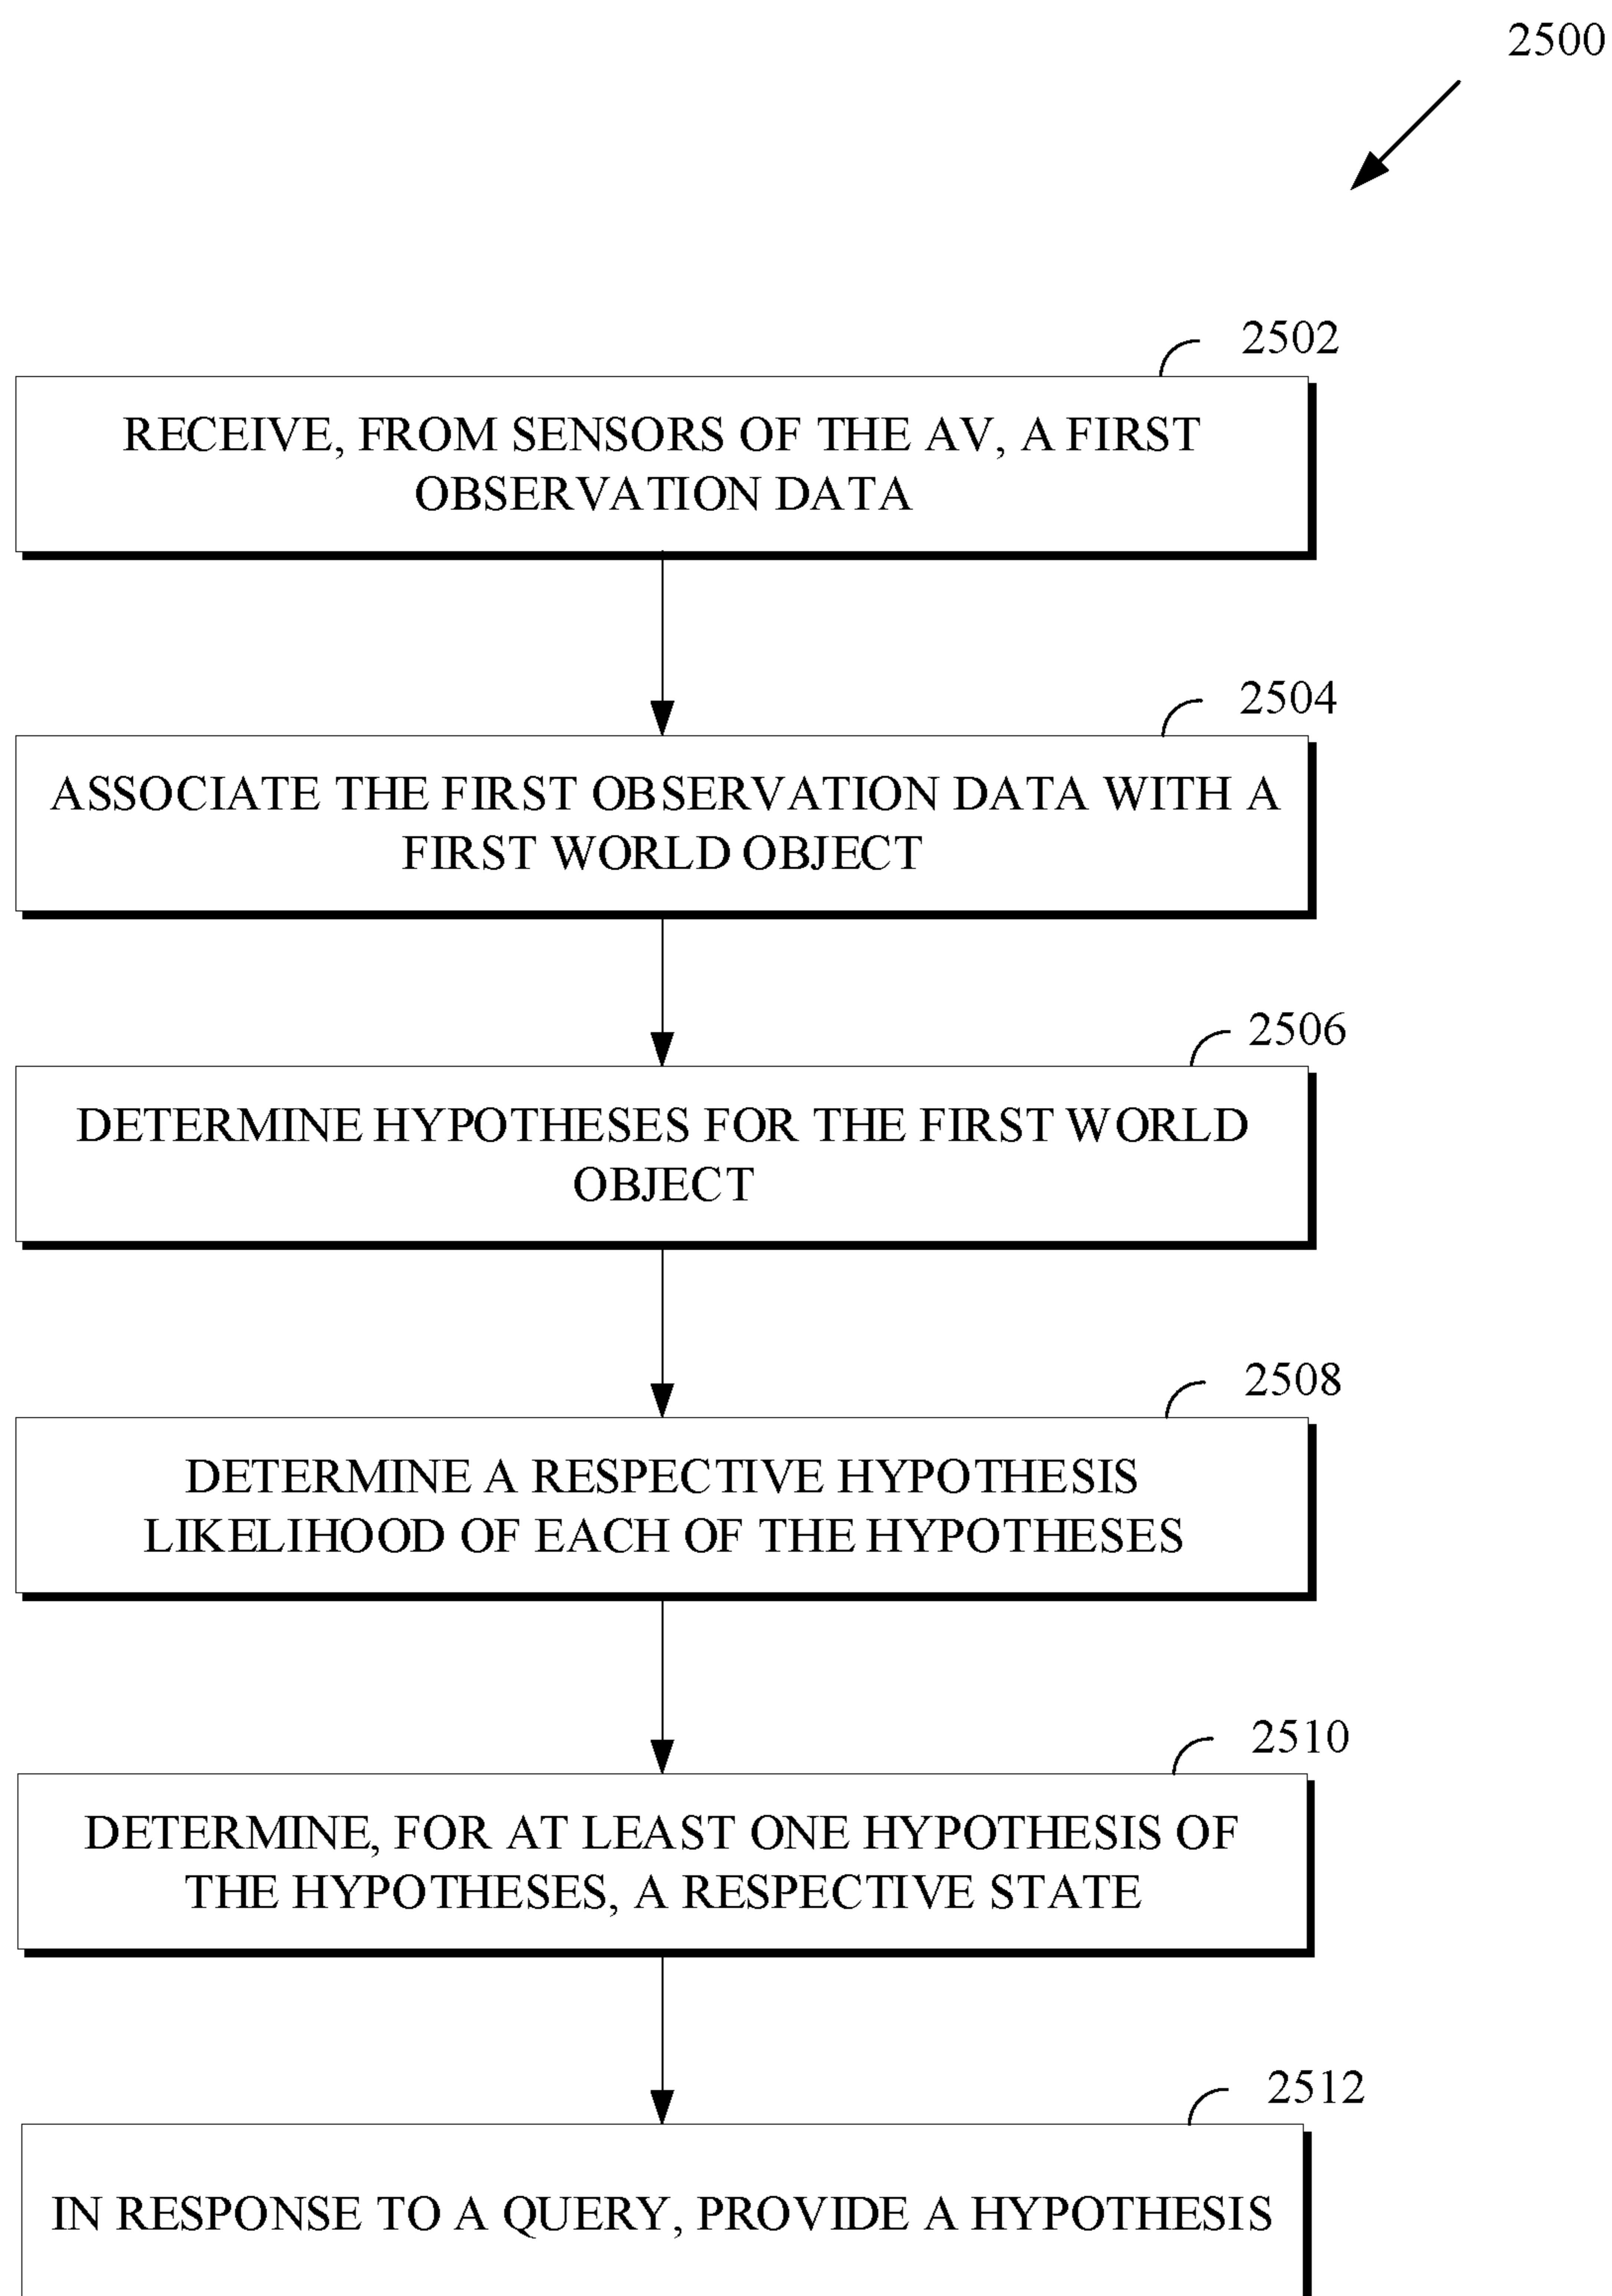 2500
2502
RECEIVE, FROM SENSORS OF THE AV, A FIRST
OBSERVATION DATA
2504
ASSOCIATE THE FIRST OBSERVATION DATA WITH A
FIRST WORLD OBJECT
2506
DETERMINE HYPOTHESES FOR THE FIRST WORLD
OBJECT
2508
DETERMINE A RESPECTIVE HYPOTHESIS
LIKELIHOOD OF EACH OF THE HYPOTHESES
2510
DETERMINE, FOR AT LEAST ONE HYPOTHESIS OF
THE HYPOTHESES, A RESPECTIVE STATE
2512
IN RESPONSE TO A QUERY, PROVIDE A HYPOTHESIS